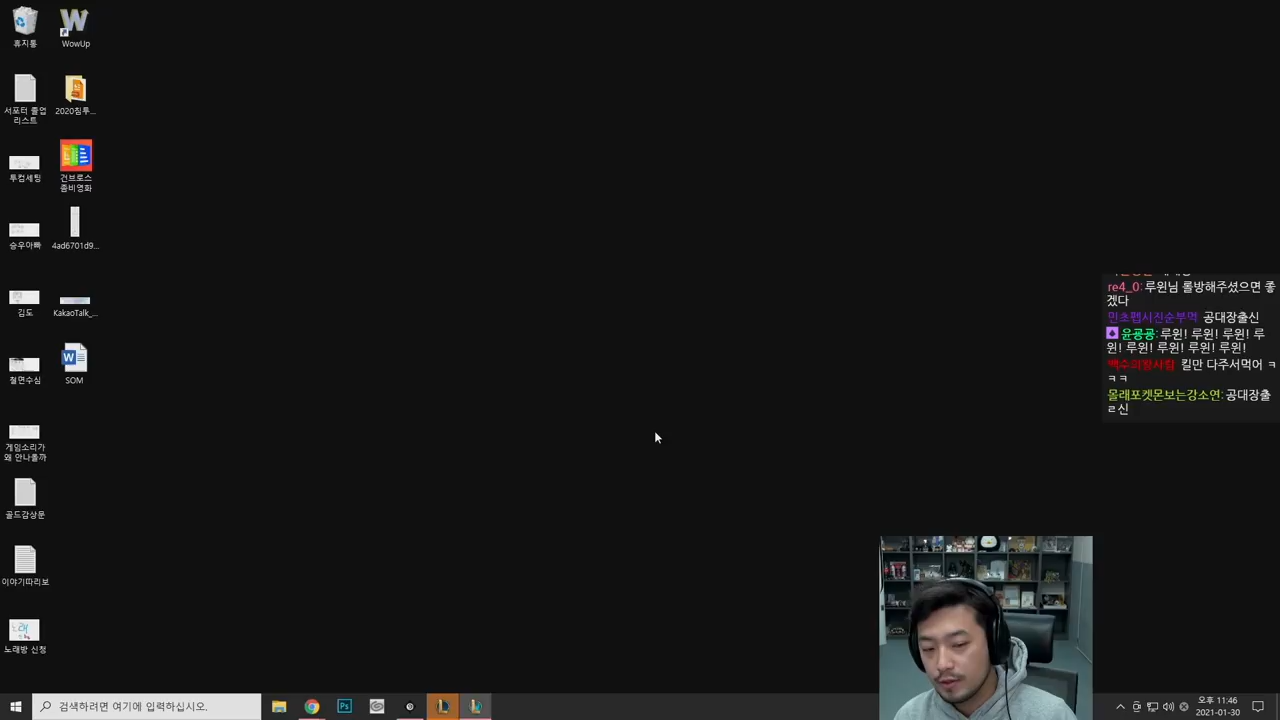 휴지통
WowUp
서포터 졸업
리스트
2020침투...
투컴세팅
건브로스
좀비영화
승우아빠
4ad6701d9...
김도
KakaoTalk_...
철면수심
SOM
게임소리가
왜 안나올까
골드감상문
이야기따리보
노래방 신청
re4_0: 루윈님 롤방해주셨으면 좋
겠다
민초펩시진순부먹 공대장출신
윤공공: 루윈! 루윈! 루윈! 루
윈! 루윈! 루윈! 루윈! 루윈!
킬만 다주서먹어 ㅋ
ㅋㅋ
몰래포켓몬보는강소연: 공대장출
ㄹ신
검색하려면 여기에 입력하십시오.
오후 11:46
2021-01-30